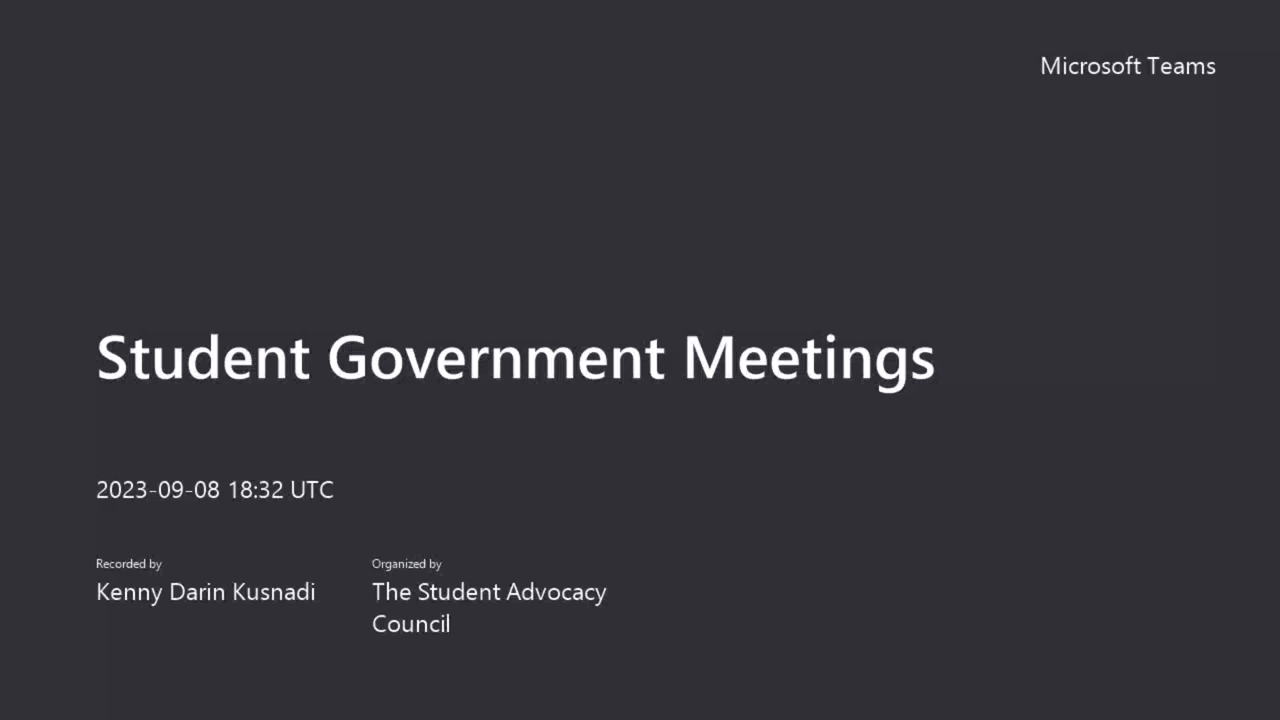 Microsoft Teams
Student Government Meetings
2023-09-08 18:32 UTC
Recorded by
Kenny Darin Kusnadi
Organized by
The Student Advocacy
Council